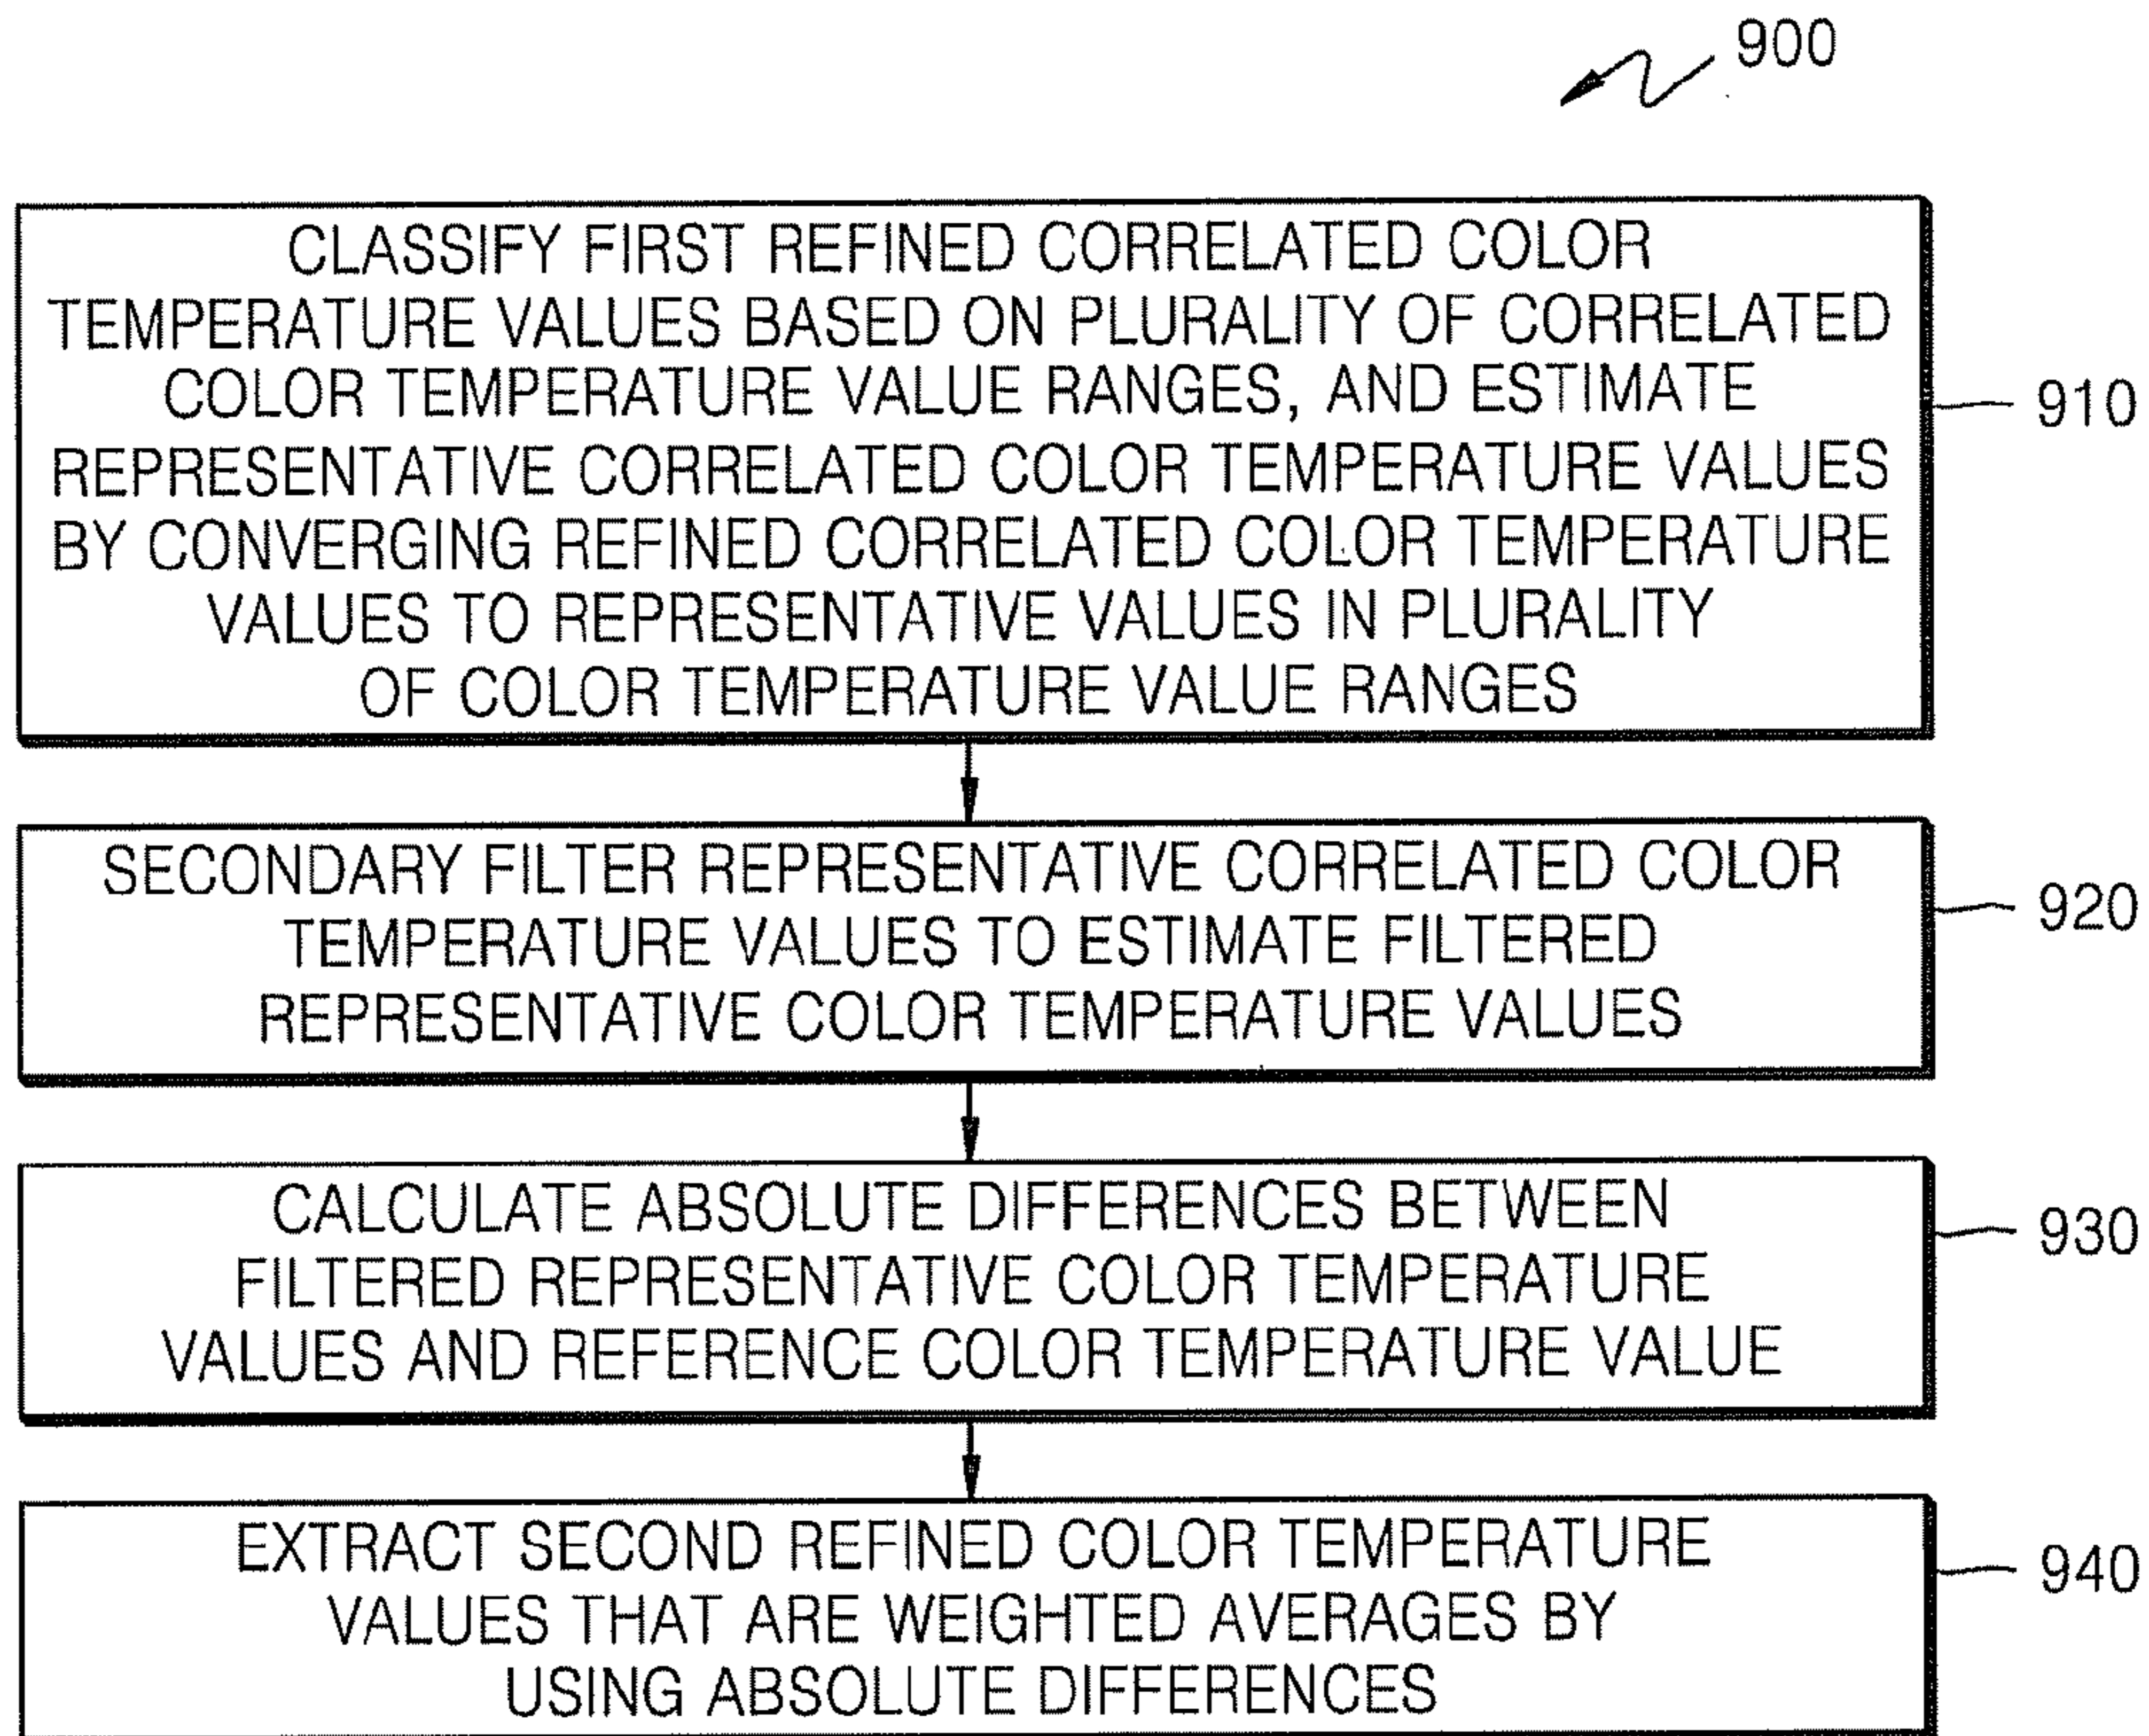 900
CLASSIFY FIRST REFINED CORRELATED COLOR
TEMPERATURE VALUES BASED ON PLURALITY OF CORRELATED
COLOR TEMPERATURE VALUE RANGES, AND ESTIMATE
REPRESENTATIVE CORRELATED COLOR TEMPERATURE VALUES
BY CONVERGING REFINED CORRELATED COLOR TEMPERATURE
VALUES TO REPRESENTATIVE VALUES IN PLURALITY
OF COLOR TEMPERATURE VALUE RANGES
910
SECONDARY FILTER REPRESENTATIVE CORRELATED COLOR
TEMPERATURE VALUES TO ESTIMATE FILTERED
REPRESENTATIVE COLOR TEMPERATURE VALUES
920
CALCULATE ABSOLUTE DIFFERENCES BETWEEN
FILTERED REPRESENTATIVE COLOR TEMPERATURE
VALUES AND REFERENCE COLOR TEMPERATURE VALUE
930
EXTRACT SECOND REFINED COLOR TEMPERATURE
VALUES THAT ARE WEIGHTED AVERAGES BY
USING ABSOLUTE DIFFERENCES
940